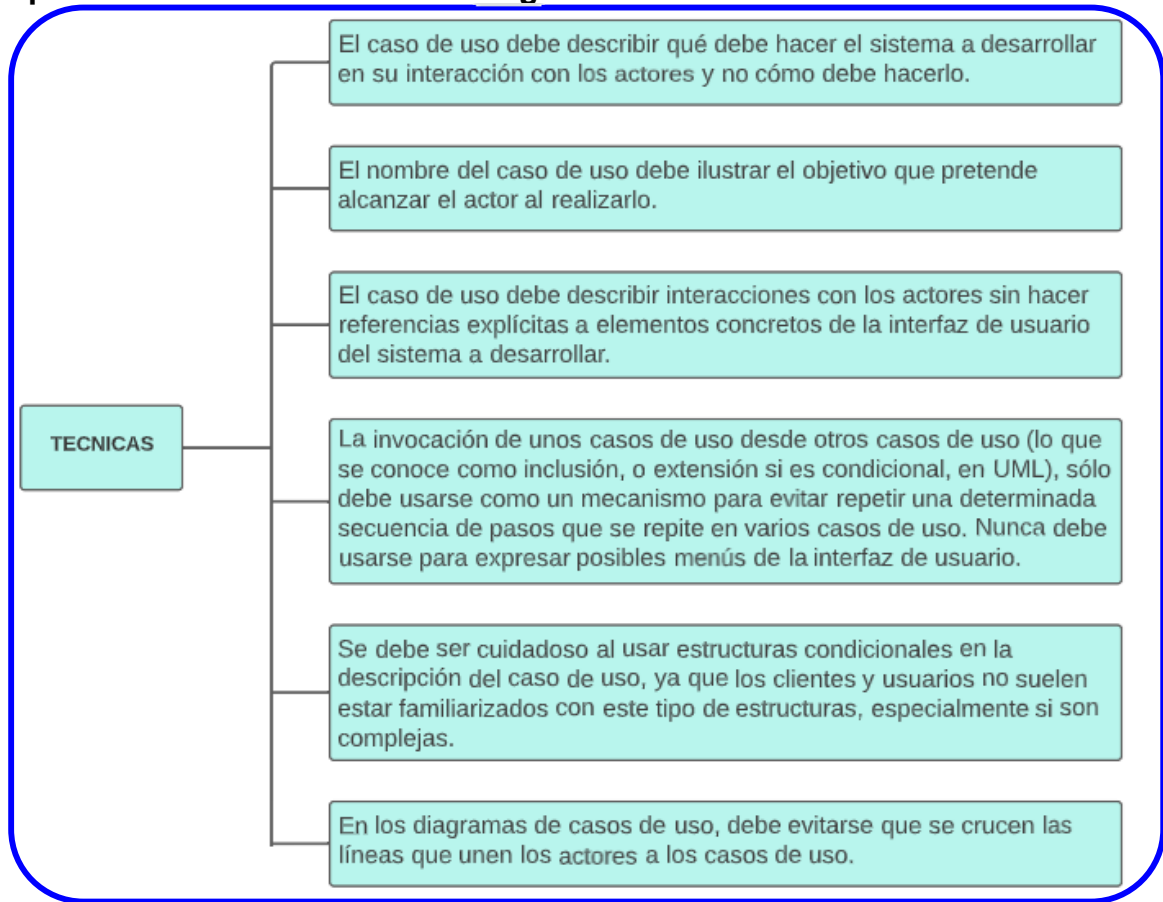 El caso de uso debe describir qué debe hacer el sistema a desarrollar
en su interacción con los actores y no cómo debe hacerlo.
El nombre del caso de uso debe ilustrar el objetivo que pretende
alcanzar el actor al realizarlo.
El caso de uso debe describir interacciones con los actores sin hacer
referencias explícitas a elementos concretos de la interfaz de usuario
del sistema a desarrollar.
TECNICAS
La invocación de unos casos de uso desde otros casos de uso (lo que
se conoce como inclusión, o extensión si es condicional, en UML), sólo
debe usarse como un mecanismo para evitar repetir una determinada
secuencia de pasos que se repite en varios casos de uso. Nunca debe
usarse para expresar posibles menús de la interfaz de usuario.
Se debe ser cuidadoso al usar estructuras condicionales en la
descripción del caso de uso, ya que los clientes y usuarios no suelen
estar familiarizados con este tipo de estructuras, especialmente si son
complejas.
En los diagramas de casos de uso, debe evitarse que se crucen las
líneas que unen los actores a los casos de uso.